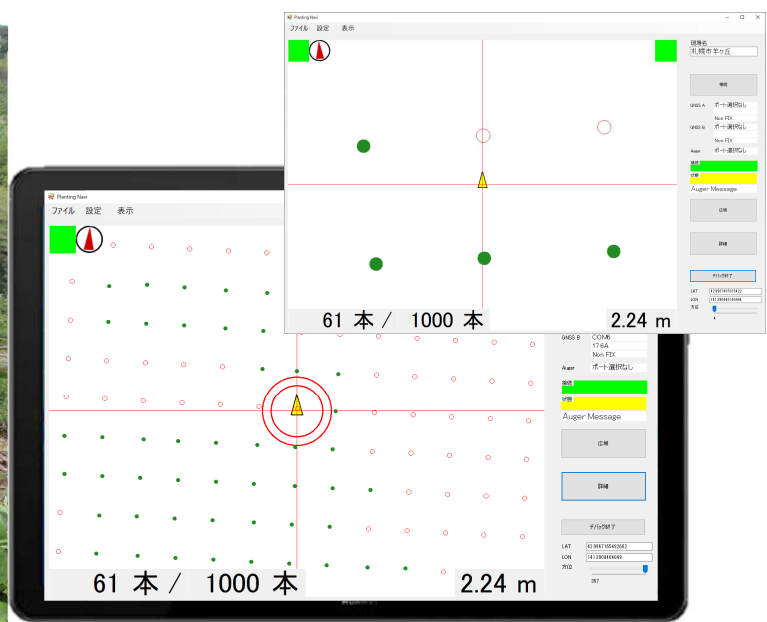 Planting Navi
ファイル 設定 表示
現場名
札幌市羊ケ丘
接続
GNSS A ポート選択なし
Non FIX
GNSS B ポート選択なし
Non FIX
Auger ポート選択なし
接続
状態
Auger Message
広域
詳細
デバッグ終了
LAT
LON
方位
61 本 / 1000 本 2.24 m
Planting Navi
ファイル 設定 表示
GNSS B COM6
176A
Non FIX
Auger ポート選択なし
接続
状態
Auger Message
広域
詳細
デバッグ終了
LAT
LON
方位
357
61 本 / 1000 本 2.24 m